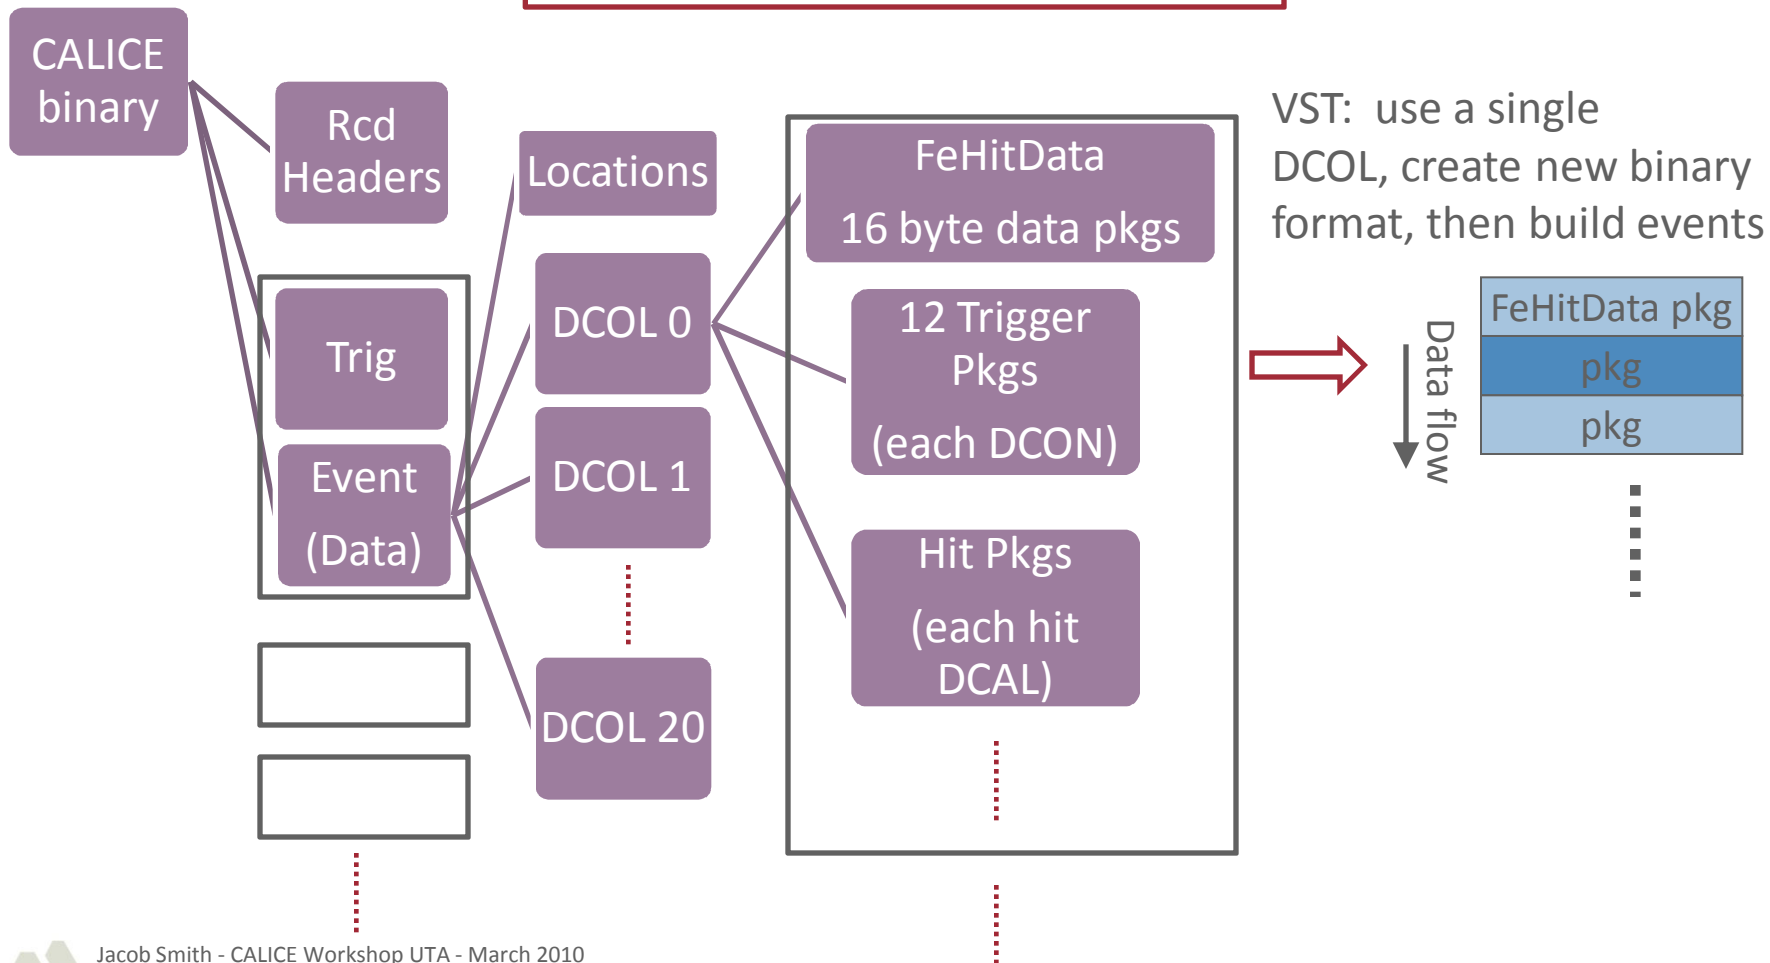 CALICE
binary
Rcd
Headers
Trig
Event
(Data)
Locations
DCOL 0
DCOL 1
DCOL 20
FeHitData
16 byte data pkgs
12 Trigger
Pkgs
(each DCON)
Hit Pkgs
(each hit
DCAL)
VST:  use a single
DCOL, create new binary
format, then build events
Data flow
FeHitData pkg
pkg
pkg
Jacob Smith - CALICE Workshop UTA - March 2010